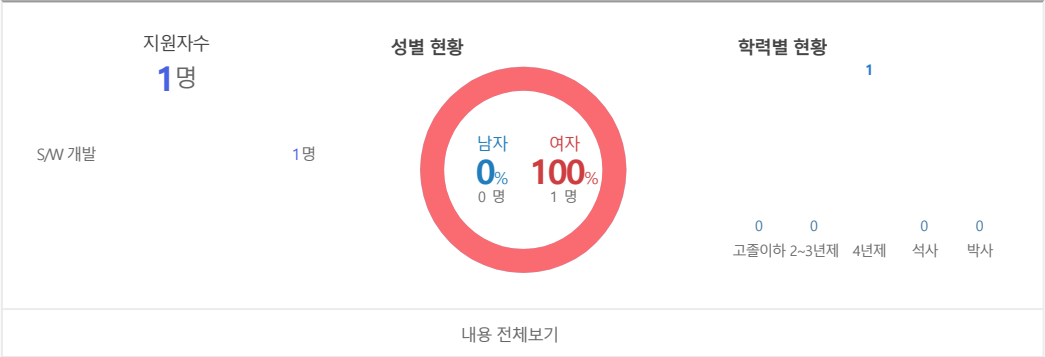 지원자수
1명
S/W 개발 1명
성별 현황
남자 여자
0% 100%
0 명 1 명
학력별 현황
1
0 0 0 0
고졸이하 2~3년제 4년제 석사 박사
내용 전체보기